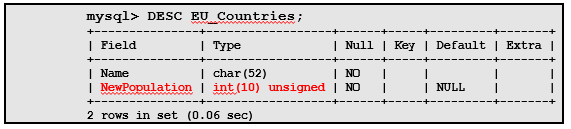 mysql> DESC EU_Countries;
+---------------+------------------+------+-----+---------+-------+
| Field | Type | Null | Key | Default | Extra |
+---------------+------------------+------+-----+---------+-------+
| Name | char(52) | NO | | | |
| NewPopulation | int(10) unsigned | NO | | NULL | |
+---------------+------------------+------+-----+---------+-------+
2 rows in set (0.06 sec)